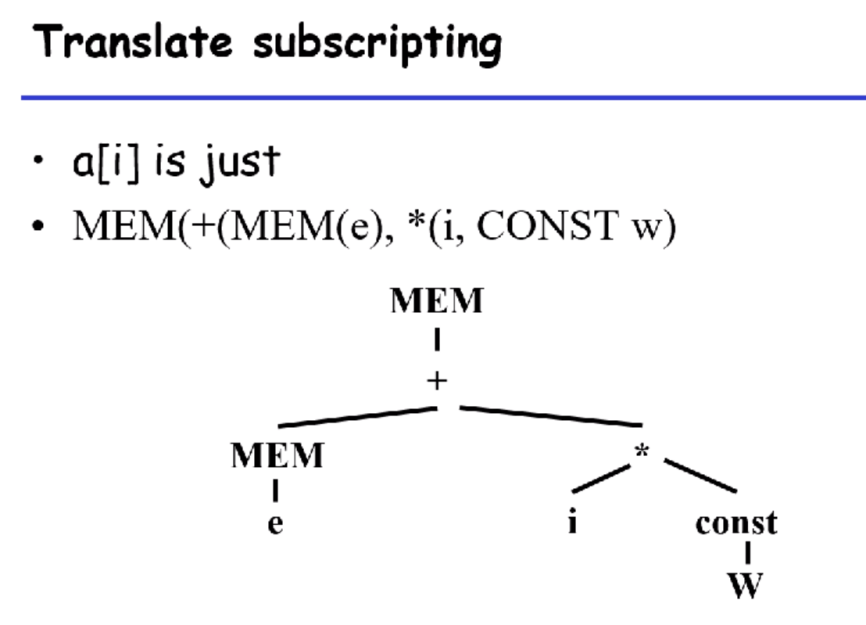 Translate subscripting
• a[i] is just
• MEM(+(MEM(e), *(i, CONST w)
MEM
+
MEM *
e i const
W